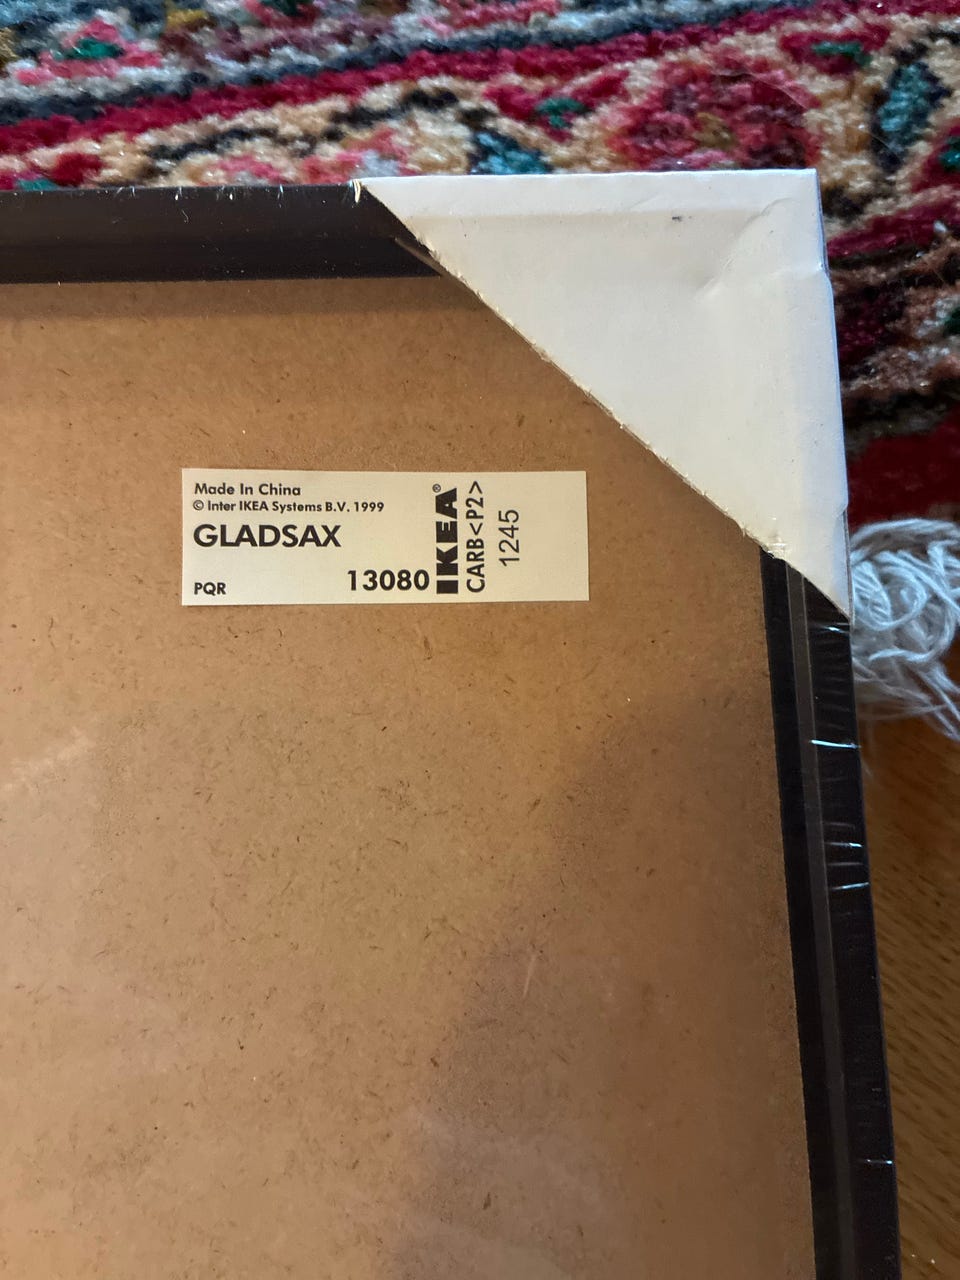 Made In China
© Inter IKEA Systems B.V. 1999
GLADSAX
PQR
13080
IKEA®
CARB<P2>
1245